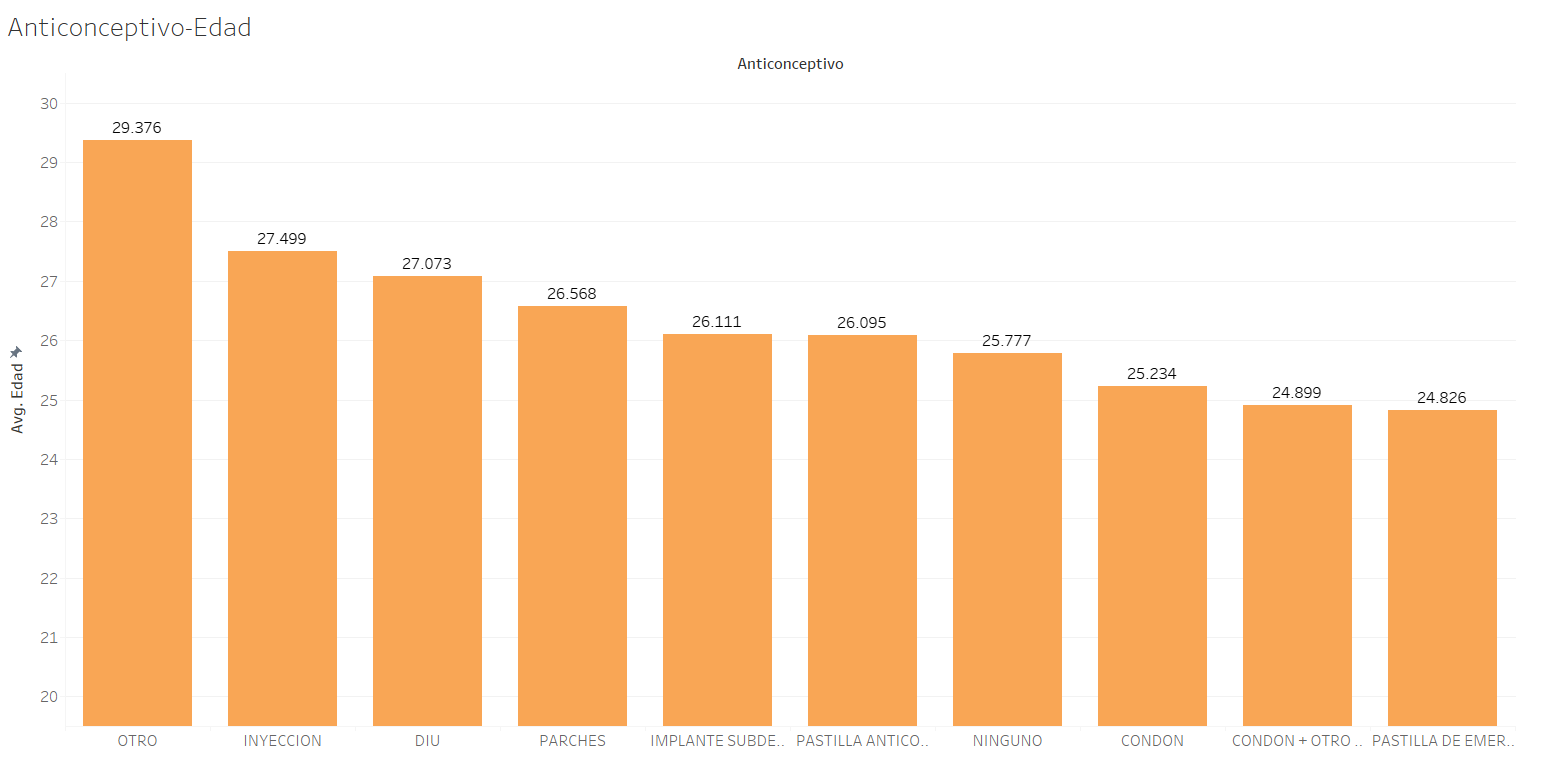 Anticonceptivo-Edad
Anticonceptivo
Avg. Edad
30
29
28
27
26
25
24
23
22
21
20
29.376
27.499
27.073
26.568
26.111
26.095
25.777
25.234
24.899
24.826
OTRO
INYECCION
DIU
PARCHES
IMPLANTE SUBDE..
PASTILLA ANTICO..
NINGUNO
CONDON
CONDON + OTRO ..
PASTILLA DE EMER..